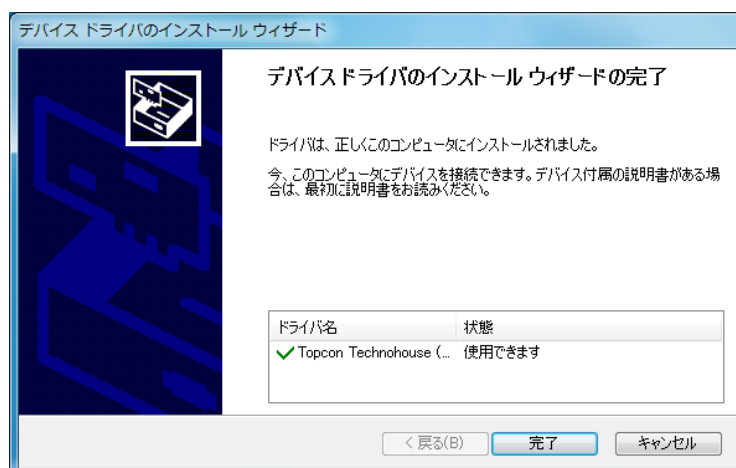 デバイス ドライバのインストール ウィザード
デバイス ドライバのインストール ウィザードの完了
ドライバは、正しくこのコンピュータにインストールされました。
今、このコンピュータにデバイスを接続できます。デバイス付属の説明書がある場
合は、最初に説明書をお読みください。
ドライバ名 状態
Topcon Technohouse (... 使用できます
< 戻る(B) 完了 キャンセル